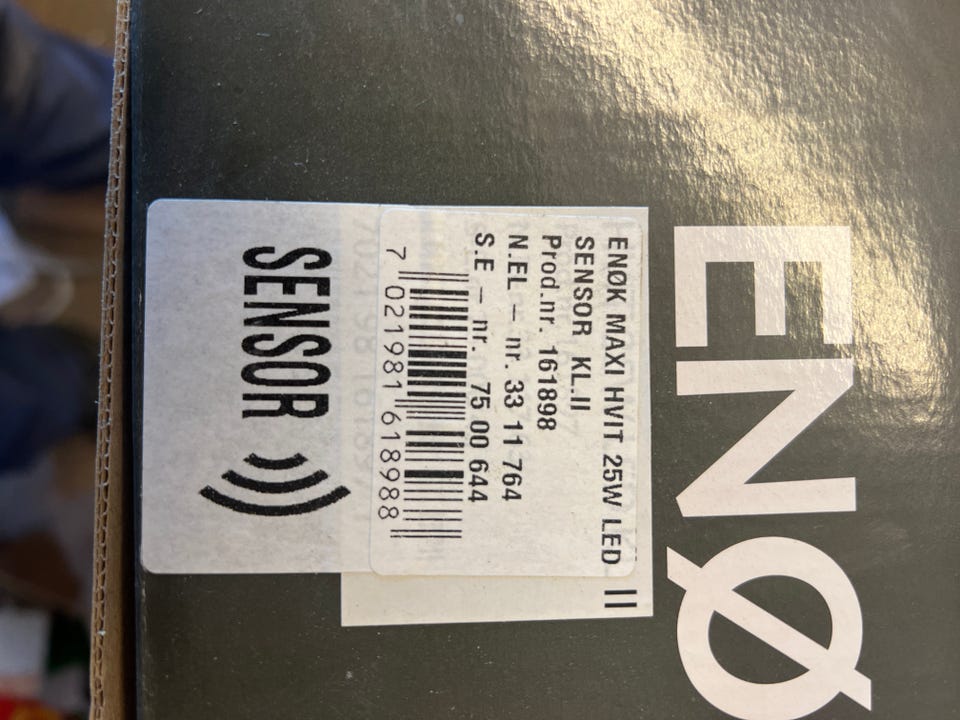 ENØ
ENØK MAXI HVIT 25W LED
SENSOR KL.II
Prod.nr. 161898
N.EL – nr. 33 11 764
S.E – nr. 75 00 644
7 021981 618988
II
SENSOR